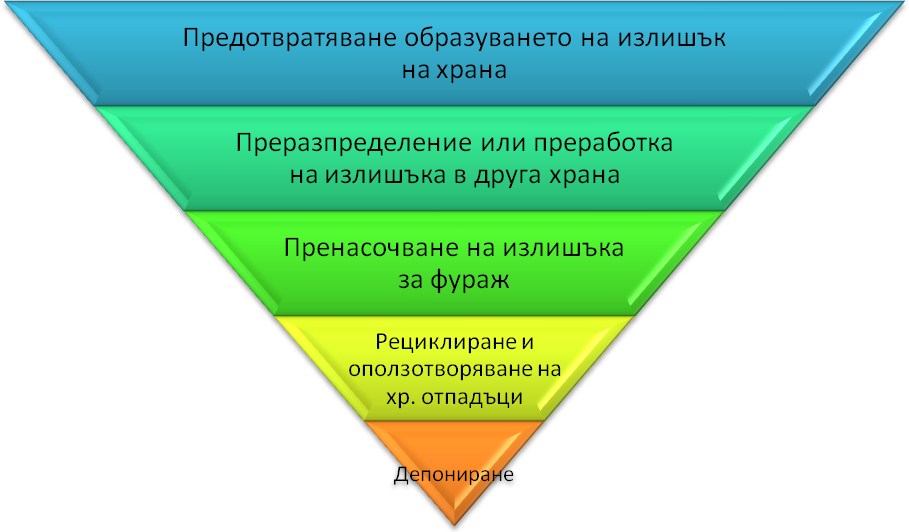 Предотвратяване образуването на излишък
на храна
Преразпределение или преработка
на излишъка в друга храна
Пренасочване на излишъка
за фураж
Рециклиране и
оползотворяване на
хр. отпадъци
Депониране